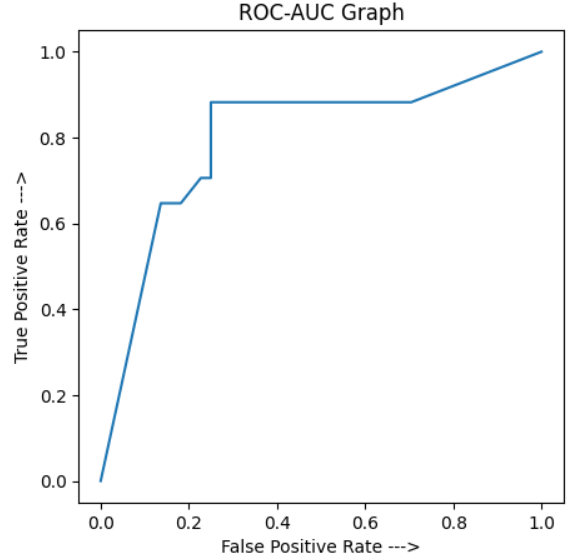 ROC-AUC Graph
1.0
0.8
0.6
0.4
0.2
0.0
True Positive Rate --->
0.0 0.2 0.4 0.6 0.8 1.0
False Positive Rate --->